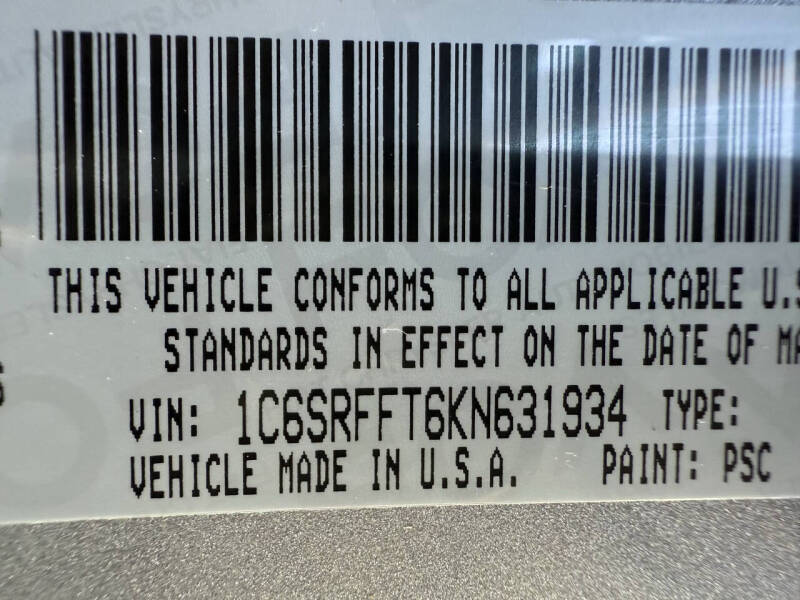 THIS VEHICLE CONFORMS TO ALL APPLICABLE U.S
STANDARDS IN EFFECT ON THE DATE OF MA
VIN: 1C6SRFFT6KN631934 TYPE:
VEHICLE MADE IN U.S.A. PAINT: PSC